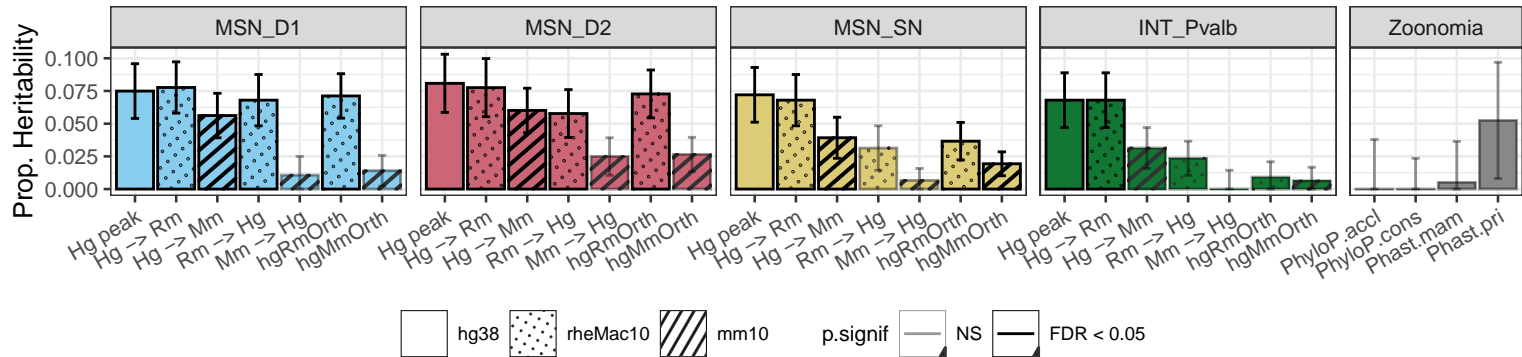 MSN_D1 MSN_D2 MSN_SN INT_Pvalb Zoonomia
Prop. Heritability
0.100
0.075
0.050
0.025
0.000
Hg peak Hg -> Rm Hg -> Mm Rm -> Hg Mm -> Hg hgRmOrth hgMmOrth Hg peak Hg -> Rm Hg -> Mm Rm -> Hg Mm -> Hg hgRmOrth hgMmOrth Hg peak Hg -> Rm Hg -> Mm Rm -> Hg Mm -> Hg hgRmOrth hgMmOrth Hg peak Hg -> Rm Hg -> Mm Rm -> Hg Mm -> Hg hgRmOrth hgMmOrth PhyloP.accl PhyloP.cons Phast.mam Phast.pri
hg38 rheMac10 mm10 p.signif NS FDR < 0.05